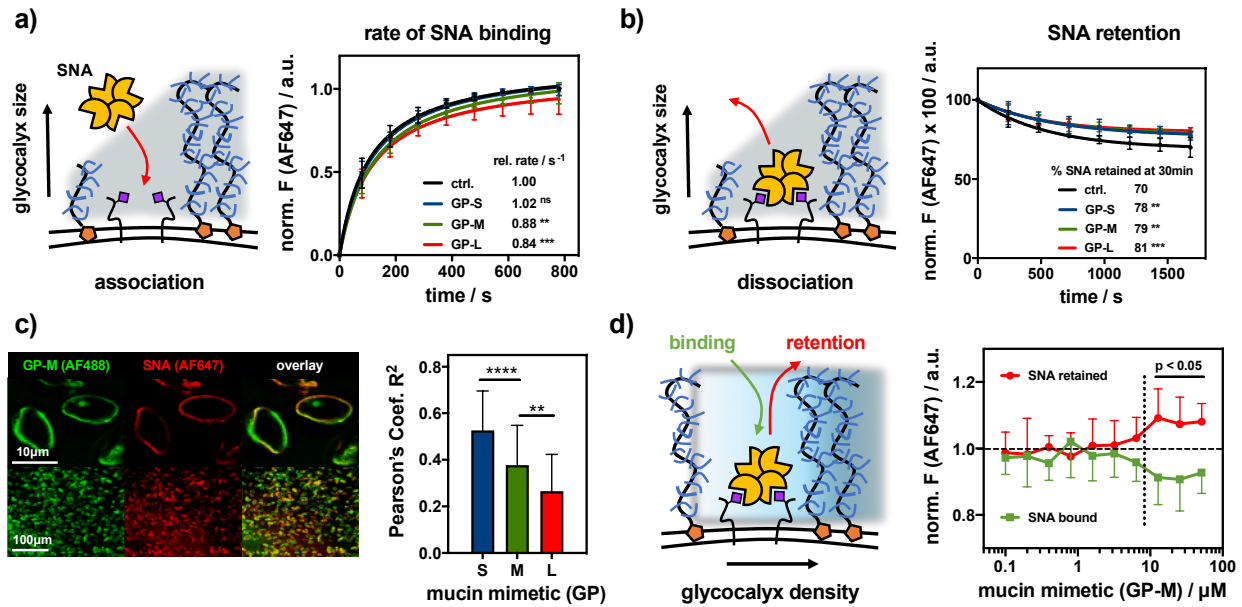 a)
rate of SNA binding
SNA
glycocalyx size
association
norm. F (AF647) / a.u.
1.0
0.5
0.0
0 200 400 600 800
time / s
rel. rate / s⁻¹
ctrl. 1.00
GP-S 1.02 ns
GP-M 0.88 **
GP-L 0.84 ***
b)
SNA retention
glycocalyx size
dissociation
norm. F (AF647) x 100 / a.u.
100
50
0
0 500 1000 1500
time / s
% SNA retained at 30min
ctrl. 70
GP-S 78 **
GP-M 79 **
GP-L 81 ***
c)
GP-M (AF488) SNA (AF647) overlay
10µm
100µm
Pearson's Coef. R²
0.8
0.6
0.4
0.2
0.0
****
**
S M L
mucin mimetic (GP)
d)
binding retention
glycocalyx density
norm. F (AF647) / a.u.
1.2
1.0
0.8
SNA retained
p < 0.05
SNA bound
0.1 1 10 100
mucin mimetic (GP-M) / µM